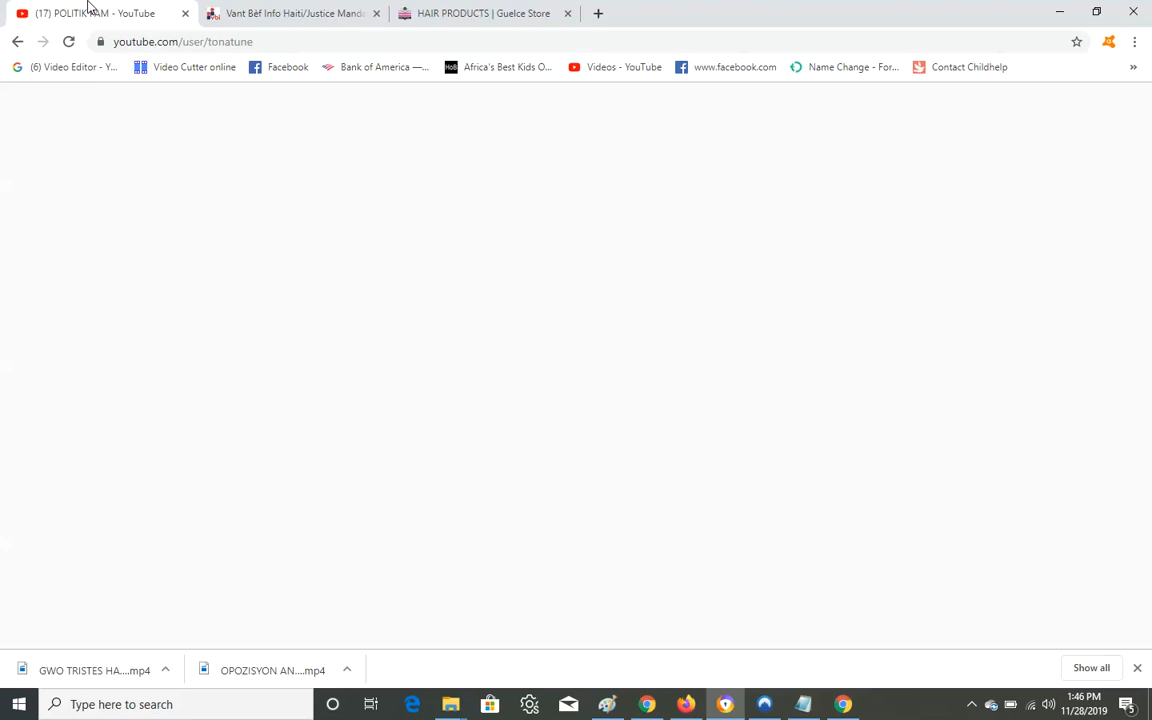 (17) POLITIK AM - YouTube
Vant Bèf Info Haiti/Justice Manda
HAIR PRODUCTS | Guelce Store
youtube.com/user/tonatune
(6) Video Editor - Y...
Video Cutter online
Facebook
Bank of America —...
Africa's Best Kids O...
Videos - YouTube
www.facebook.com
Name Change - For...
Contact Childhelp
»
GWO TRISTES HA....mp4
OPOZISYON AN....mp4
Show all
Type here to search
1:46 PM
11/28/2019
5